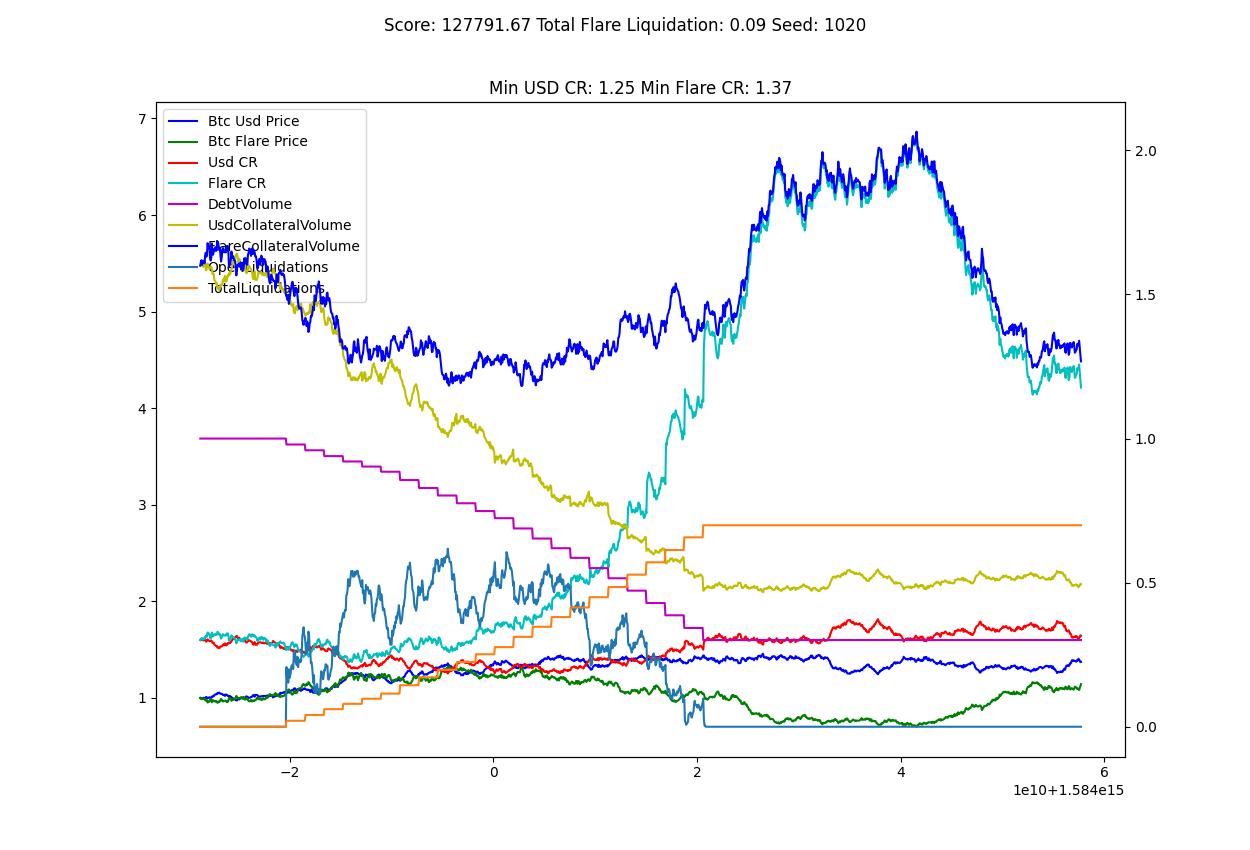 Score: 127791.67 Total Flare Liquidation: 0.09 Seed: 1020
Min USD CR: 1.25 Min Flare CR: 1.37
7
6
5
4
3
2
1
Btc Usd Price
Btc Flare Price
Usd CR
Flare CR
DebtVolume
UsdCollateralVolume
FlareCollateralVolume
OpenLiquidations
TotalLiquidations
2.0
1.5
1.0
0.5
0.0
−2 0 2 4 6
1e10+1.584e15